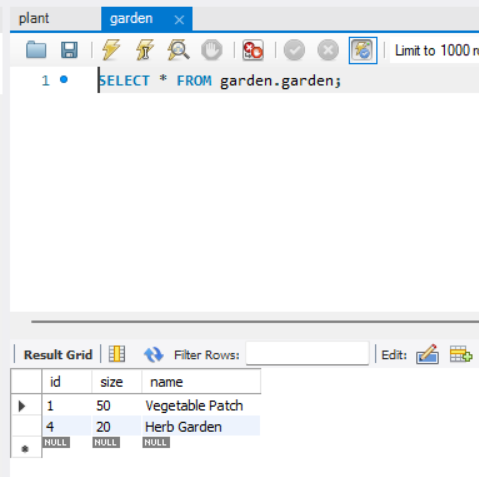 plant garden ×
Limit to 1000 r
1 SELECT * FROM garden.garden;
Result Grid Filter Rows: Edit:
id size name
1 50 Vegetable Patch
4 20 Herb Garden
NULL NULL NULL